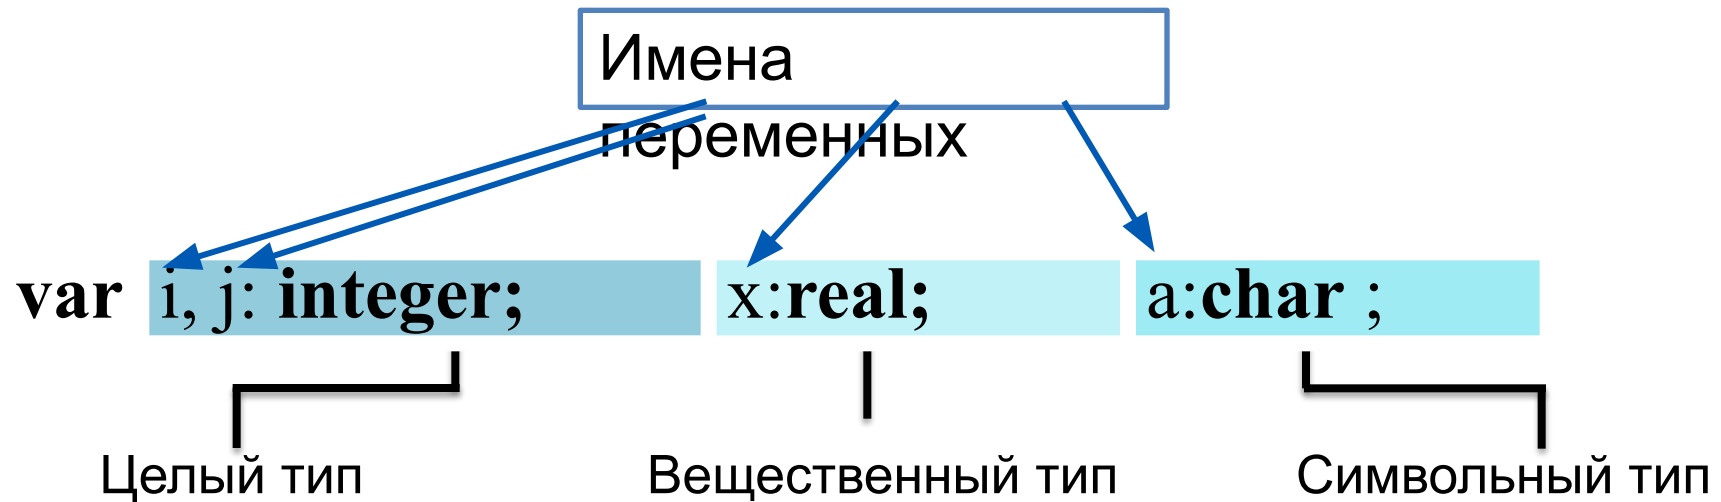 Имена
переменных
var i, j: integer; x:real; a:char ;
Целый тип Вещественный тип Символьный тип